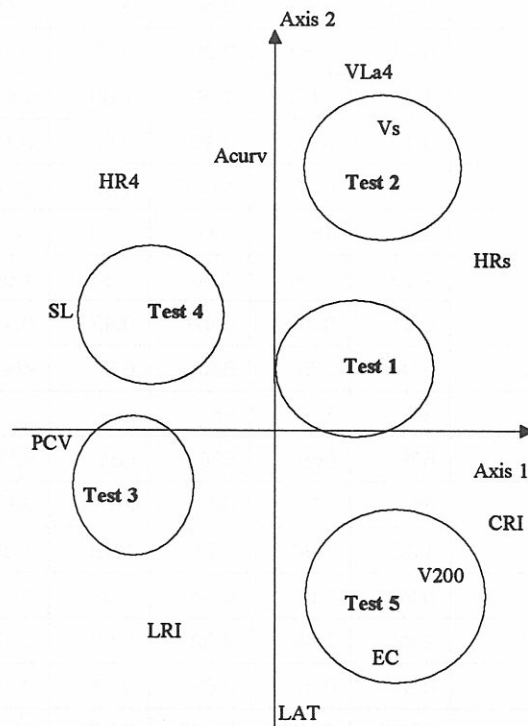 Axis 2
VLa4
Vs
Acurv
Test 2
HR4
HRs
SL
Test 4
Test 1
PCV
Axis 1
Test 3
CRI
V200
Test 5
LRI
EC
LAT